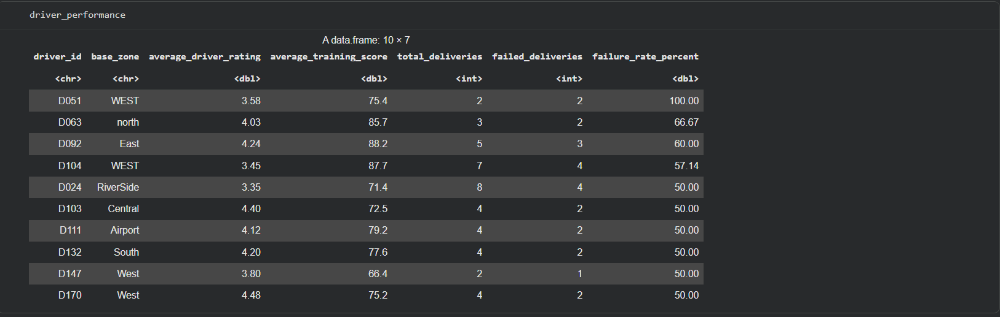 driver_performance
A data.frame: 10 × 7
driver_id base_zone average_driver_rating average_training_score total_deliveries failed_deliveries failure_rate_percent
<chr> <chr> <dbl> <dbl> <int> <int> <dbl>
D051 WEST 3.58 75.4 2 2 100.00
D063 north 4.03 85.7 3 2 66.67
D092 East 4.24 88.2 5 3 60.00
D104 WEST 3.45 87.7 7 4 57.14
D024 RiverSide 3.35 71.4 8 4 50.00
D103 Central 4.40 72.5 4 2 50.00
D111 Airport 4.12 79.2 4 2 50.00
D132 South 4.20 77.6 4 2 50.00
D147 West 3.80 66.4 2 1 50.00
D170 West 4.48 75.2 4 2 50.00